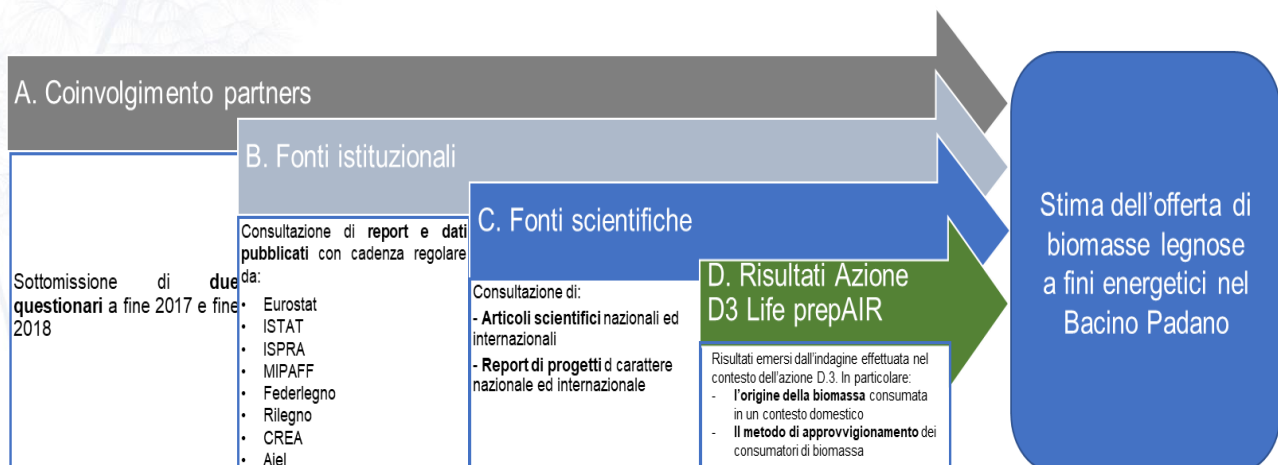 A. Coinvolgimento partners
Sottomissione di due
questionari a fine 2017 e fine
2018
B. Fonti istituzionali
Consultazione di report e dati
pubblicati con cadenza regolare
da:
• Eurostat
• ISTAT
• ISPRA
• MIPAFF
• Federlegno
• Rilegno
• CREA
• Aiel
C. Fonti scientifiche
Consultazione di:
- Articoli scientifici nazionali ed
internazionali
- Report di progetti d carattere
nazionale ed internazionale
D. Risultati Azione
D3 Life prepAIR
Risultati emersi dall'indagine effettuata nel
contesto dell'azione D.3. In particolare:
- l'origine della biomassa consumata
in un contesto domestico
- Il metodo di approvvigionamento dei
consumatori di biomassa
Stima dell'offerta di
biomasse legnose
a fini energetici nel
Bacino Padano